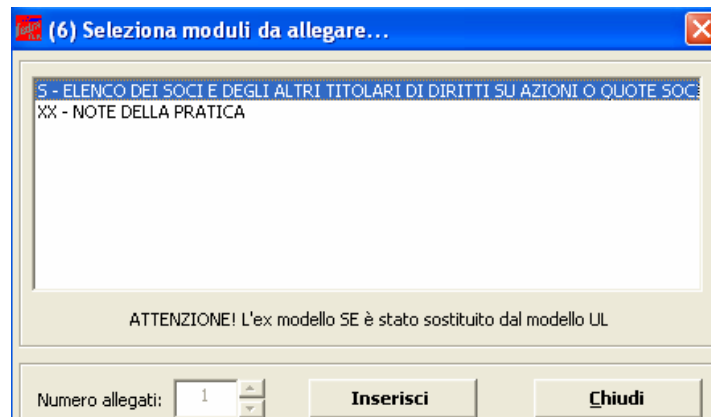 (6) Seleziona moduli da allegare...
S - ELENCO DEI SOCI E DEGLI ALTRI TITOLARI DI DIRITTI SU AZIONI O QUOTE SOC
XX - NOTE DELLA PRATICA
ATTENZIONE! L'ex modello SE è stato sostituito dal modello UL
Numero allegati: 1 Inserisci Chiudi